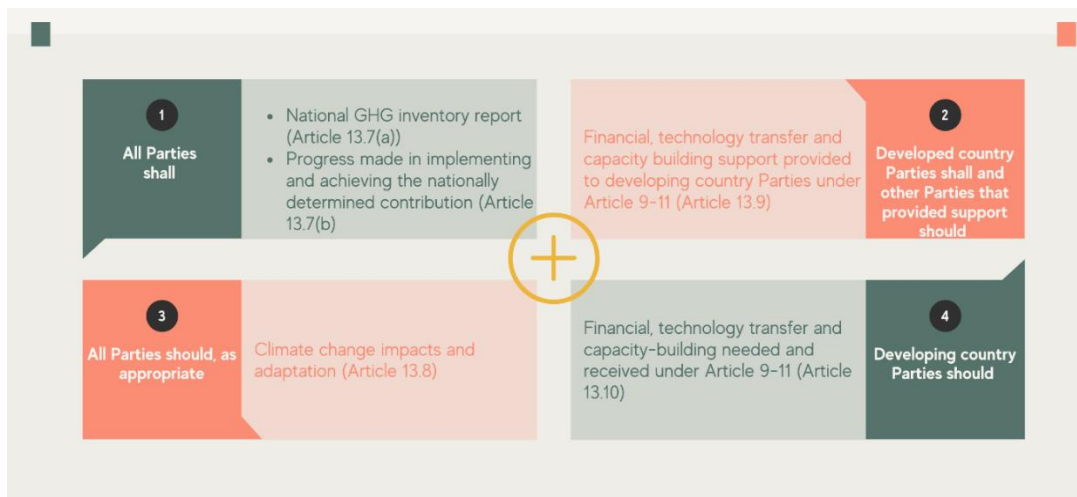 1
All Parties
shall
• National GHG inventory report
(Article 13.7(a))
• Progress made in implementing
and achieving the nationally
determined contribution (Article
13.7(b)
Financial, technology transfer and
capacity building support provided
to developing country Parties under
Article 9-11 (Article 13.9)
2
Developed country
Parties shall and
other Parties that
provided support
should
3
All Parties should, as
appropriate
Climate change impacts and
adaptation (Article 13.8)
Financial, technology transfer and
capacity-building needed and
received under Article 9-11 (Article
13.10)
4
Developing country
Parties should